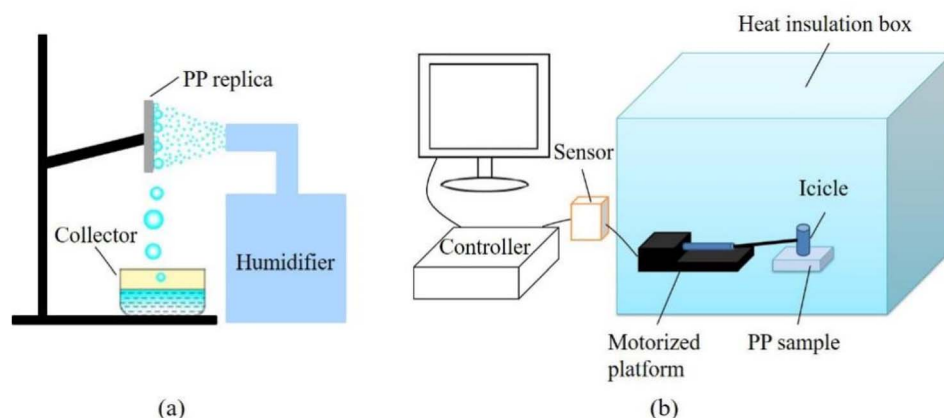 PP replica
Collector
Humidifier
(a)
Heat insulation box
Sensor
Icicle
Controller
Motorized
platform
PP sample
(b)